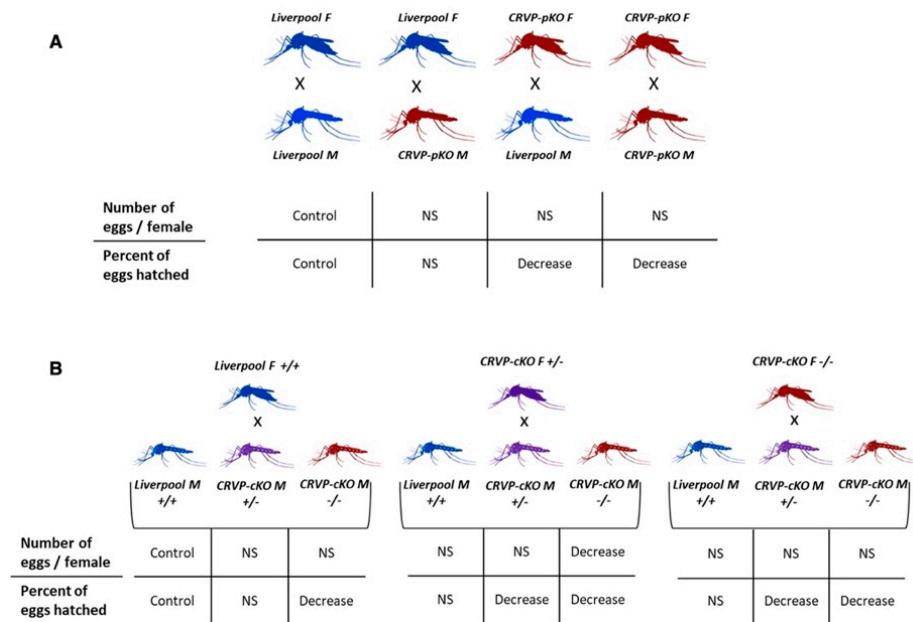 A
Liverpool F Liverpool F CRVP-pKO F CRVP-pKO F
X X X X
Liverpool M CRVP-pKO M Liverpool M CRVP-pKO M
Number of
eggs / female
Control NS NS NS
Percent of
eggs hatched
Control NS Decrease Decrease
B
Liverpool F +/+ CRVP-cKO F +/- CRVP-cKO F -/-
X X X
Liverpool M CRVP-cKO M CRVP-cKO M Liverpool M CRVP-cKO M CRVP-cKO M Liverpool M CRVP-cKO M CRVP-cKO M
+/+ +/- -/- +/+ +/- -/- +/+ +/- -/-
Number of
eggs / female
Control NS NS NS NS Decrease NS NS NS
Percent of
eggs hatched
Control NS Decrease NS Decrease Decrease NS Decrease Decrease